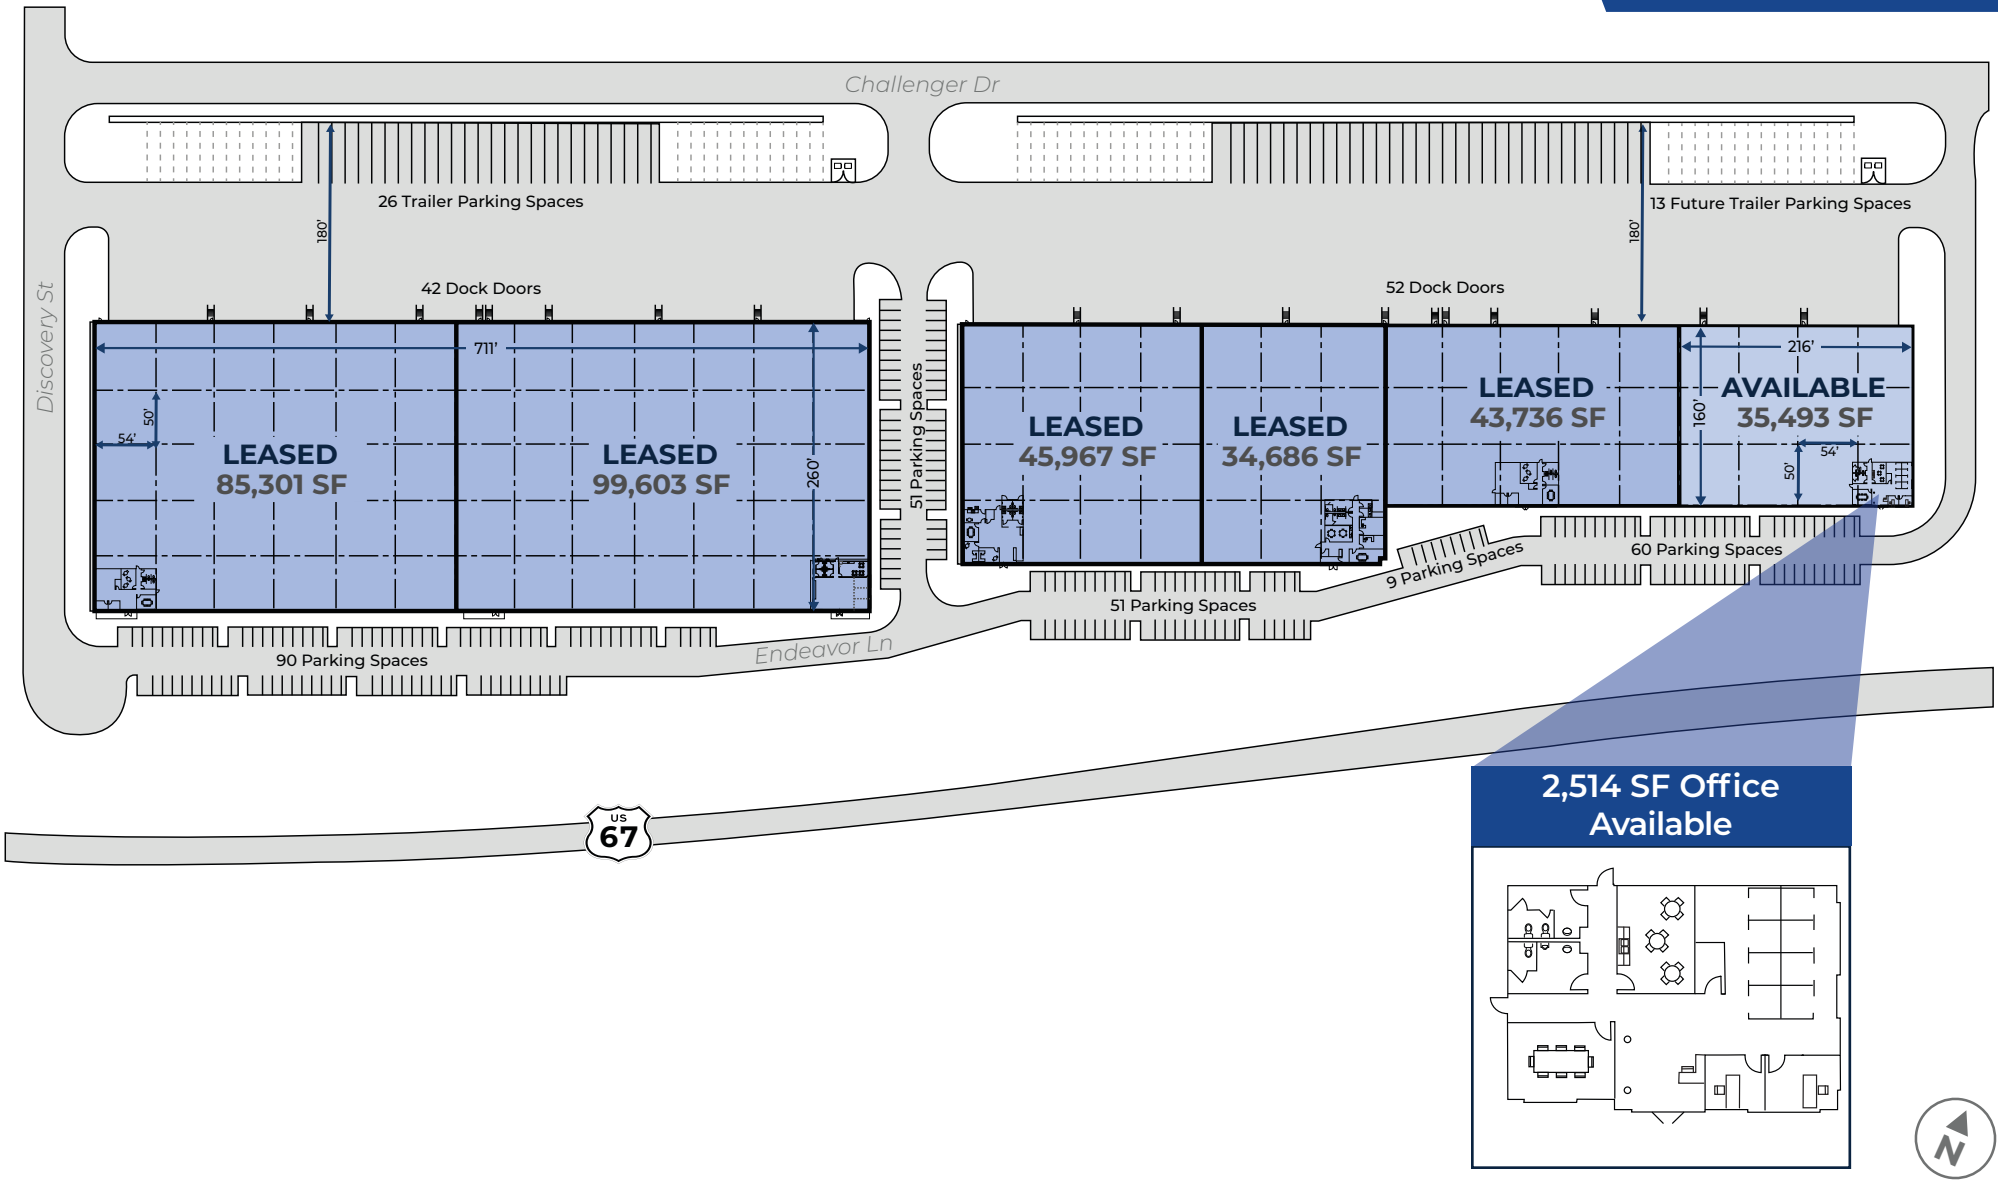 Challenger Dr
26 Trailer Parking Spaces
13 Future Trailer Parking Spaces
180'
180'
Discovery St
42 Dock Doors
52 Dock Doors
711'
216'
50'
54'
LEASED
85,301 SF
LEASED
99,603 SF
260'
51 Parking Spaces
LEASED
45,967 SF
LEASED
34,686 SF
LEASED
43,736 SF
160'
AVAILABLE
35,493 SF
54'
50'
9 Parking Spaces
60 Parking Spaces
51 Parking Spaces
Endeavor Ln
90 Parking Spaces
US
67
2,514 SF Office
Available
N